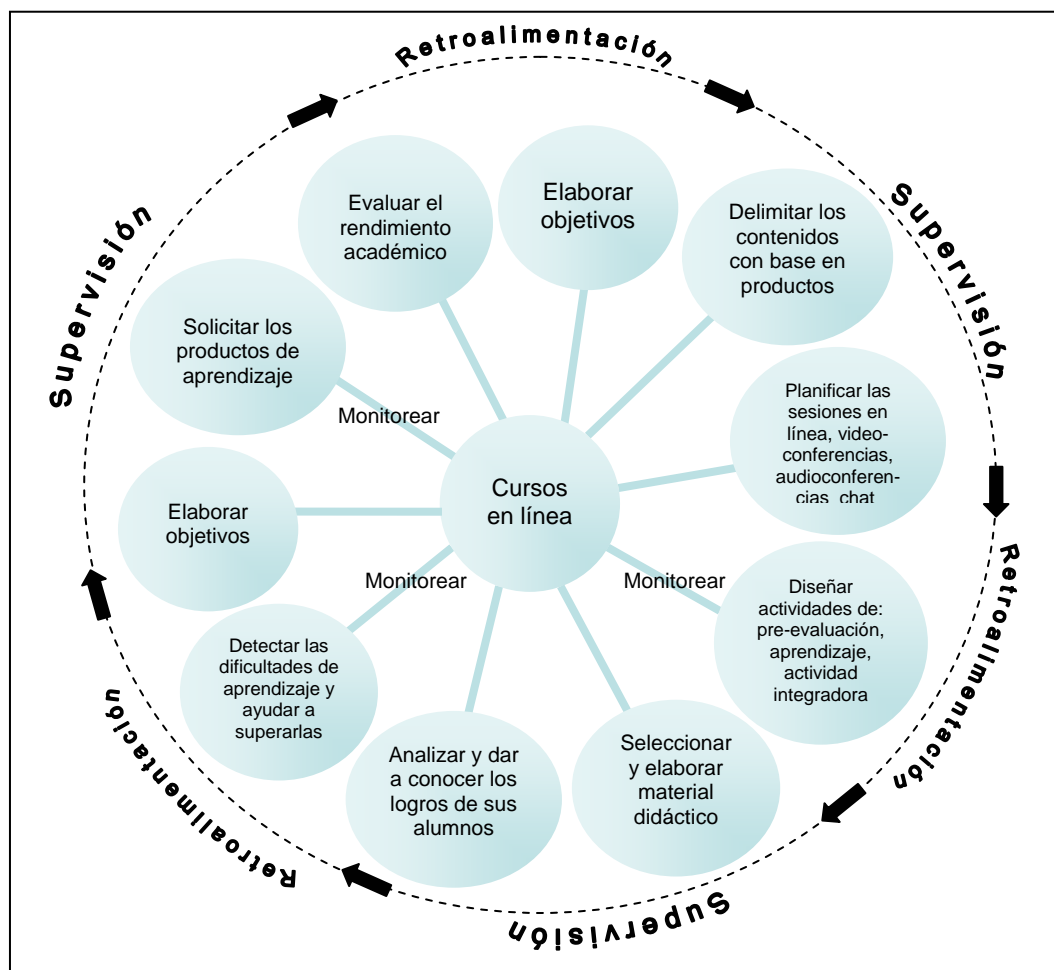 Retroalimentación
Supervisión
Retroalimentación
Supervisión
Retroalimentación
Supervisión
Elaborar
objetivos
Delimitar los
contenidos
con base en
productos
Planificar las
sesiones en
línea, video-
conferencias,
audioconferen-
cias, chat
Monitorear
Diseñar
actividades de:
pre-evaluación,
aprendizaje,
actividad
integradora
Seleccionar
y elaborar
material
didáctico
Analizar y dar
a conocer los
logros de sus
alumnos
Monitorear
Detectar las
dificultades de
aprendizaje y
ayudar a
superarlas
Elaborar
objetivos
Monitorear
Solicitar los
productos de
aprendizaje
Evaluar el
rendimiento
académico
Cursos
en línea